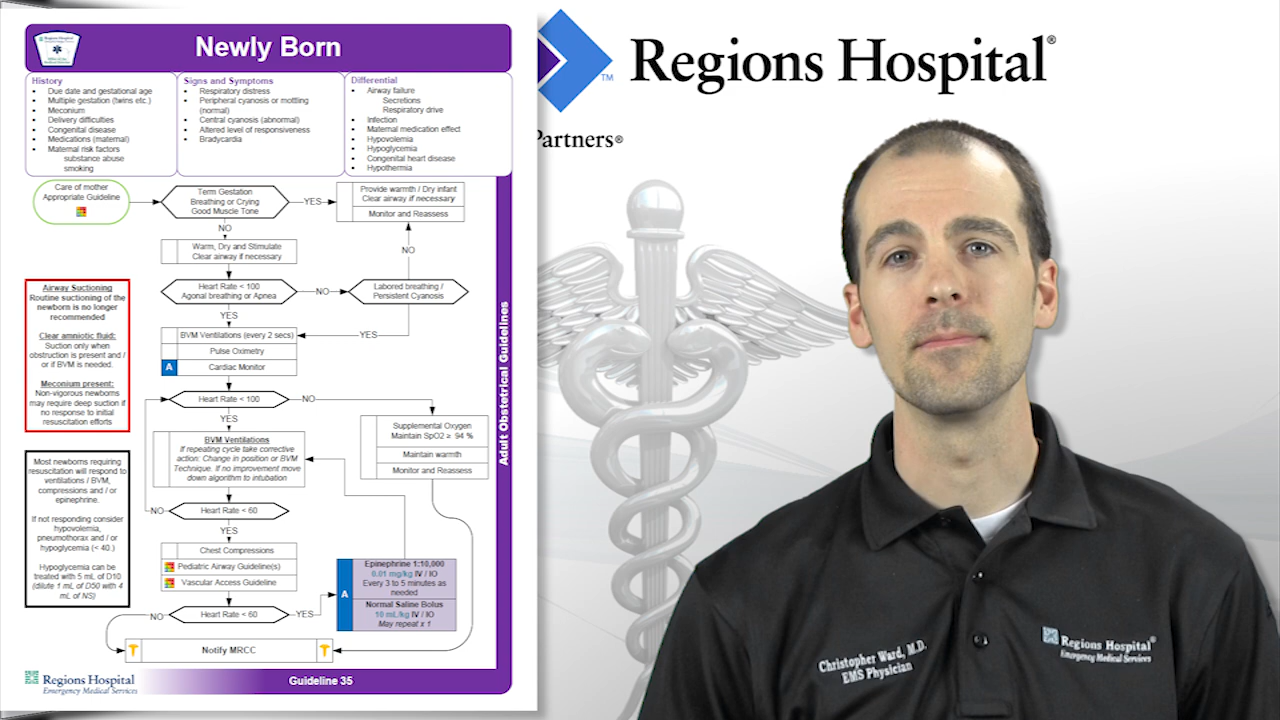 Newly Born
History
• Due date and gestational age
• Multiple gestation (twins etc.)
• Meconium
• Delivery difficulties
• Congenital disease
• Medications (maternal)
• Maternal risk factors
substance abuse
smoking
Signs and Symptoms
• Respiratory distress
• Peripheral cyanosis or mottling
(normal)
• Central cyanosis (abnormal)
• Altered level of responsiveness
• Bradycardia
Differential
• Airway failure
Secretions
Respiratory drive
• Infection
• Maternal medication effect
• Hypovolemia
• Hypoglycemia
• Congenital heart disease
• Hypothermia
Care of mother
Appropriate Guideline
Term Gestation
Breathing or Crying
Good Muscle Tone
YES
Provide warmth / Dry infant
Clear airway if necessary
Monitor and Reassess
NO
NO
Warm, Dry and Stimulate
Clear airway if necessary
Heart Rate < 100
Agonal breathing or Apnea
NO
Labored breathing /
Persistent Cyanosis
YES
YES
BVM Ventilations (every 2 secs)
Pulse Oximetry
A
Cardiac Monitor
Heart Rate < 100
NO
YES
Supplemental Oxygen
Maintain SpO2 ≥ 94 %
Maintain warmth
Monitor and Reassess
BVM Ventilations
If repeating cycle take corrective
action: Change in position or BVM
Technique. If no improvement move
down algorithm to intubation
NO
Heart Rate < 60
YES
Chest Compressions
Pediatric Airway Guideline(s)
Vascular Access Guideline
A
Epinephrine 1:10,000
0.01 mg/kg IV / IO
Every 3 to 5 minutes as
needed
Normal Saline Bolus
10 mL/kg IV / IO
May repeat x 1
NO
Heart Rate < 60
YES
Notify MRCC
Airway Suctioning
Routine suctioning of the
newborn is no longer
recommended
Clear amniotic fluid:
Suction only when
obstruction is present and /
or if BVM is needed.
Meconium present:
Non-vigorous newborns
may require deep suction if
no response to initial
resuscitation efforts
Most newborns requiring
resuscitation will respond to
ventilations / BVM,
compressions and / or
epinephrine.
If not responding consider
hypovolemia,
pneumothorax and / or
hypoglycemia (< 40.)
Hypoglycemia can be
treated with 5 mL of D10
(dilute 1 mL of D50 with 4
mL of NS)
Adult Obstetrical Guidelines
Regions Hospital
Emergency Medical Services
Guideline 35
TM
Regions Hospital®
Partners®
Christopher Ward, M.D.
EMS Physician
Regions Hospital®
Emergency Medical Services